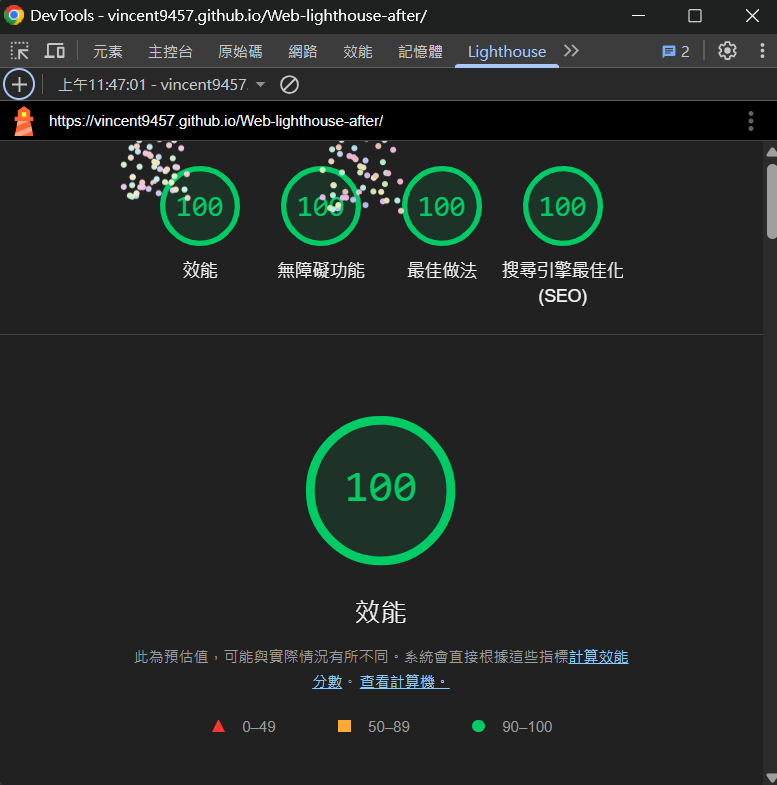 DevTools - vincent9457.github.io/Web-lighthouse-after/
元素 主控台 原始碼 網路 效能 記憶體 Lighthouse 2
上午11:47:01 - vincent9457.
https://vincent9457.github.io/Web-lighthouse-after/
100 100 100 100
效能 無障礙功能 最佳做法 搜尋引擎最佳化
(SEO)
100
效能
此為預估值，可能與實際情況有所不同。系統會直接根據這些指標計算效能
分數。查看計算機。
0–49 50–89 90–100